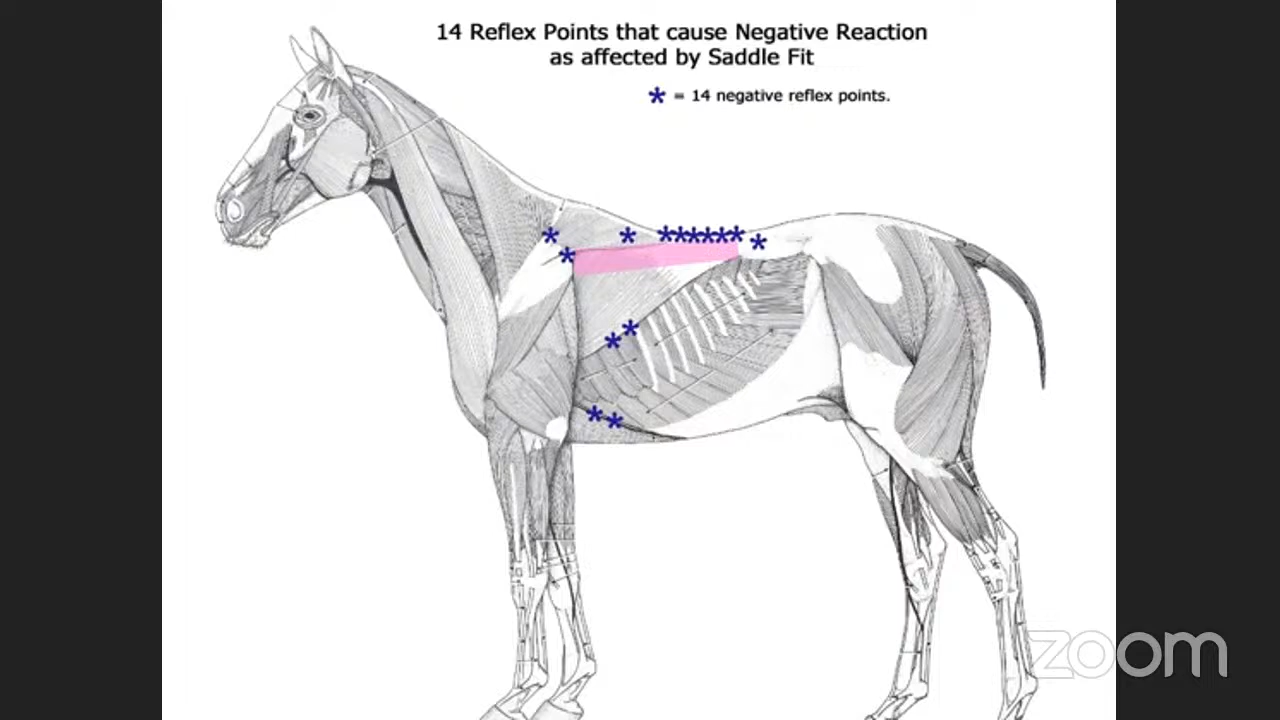 14 Reflex Points that cause Negative Reaction
as affected by Saddle Fit
* = 14 negative reflex points.
zoom